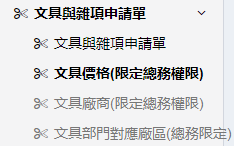 文具與雜項申請單
文具與雜項申請單
文具價格(限定總務權限)
文具廠商(限定總務權限)
文具部門對應廠區(總務限定)